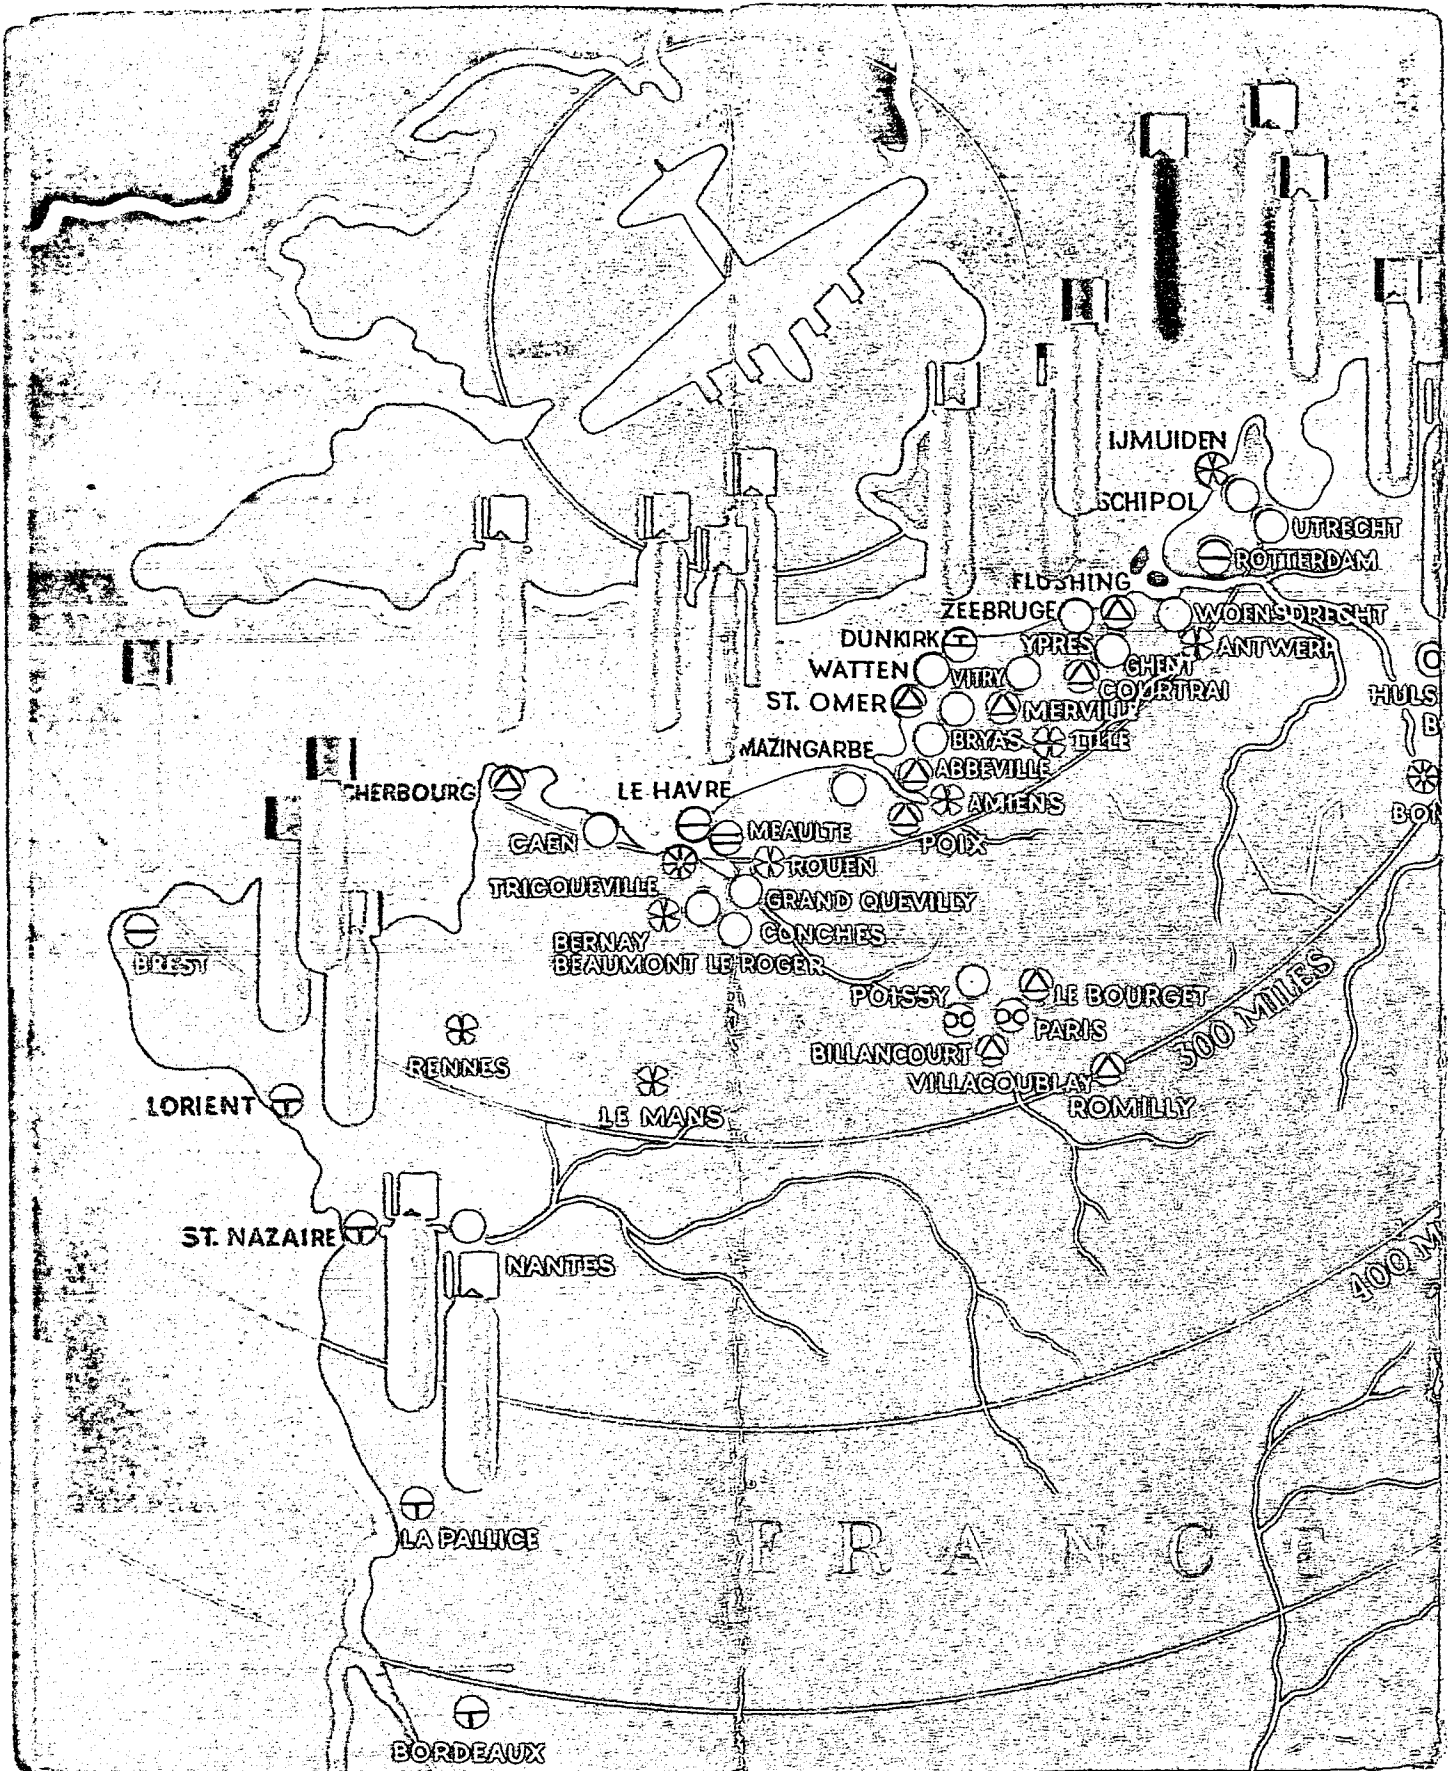 IJMUIDEN
SCHIPOL
UTRECHT
ROTTERDAM
FLUSHING
ZEEBRUGE
WOENSDRECHT
DUNKIRK
YPRES
ANTWERP
WATTEN
VITRY
GHENT
COURTRAI
HULS
ST. OMER
MERVILLE
B
MAZINGARBE
BRYAS
LILLE
ABBEVILLE
CHERBOURG
LE HAVRE
AMIENS
BON
CAEN
MEAULTE
POIX
ROUEN
TRICQUEVILLE
GRAND QUEVILLY
BERNAY
CONCHES
BREST
BEAUMONT LE ROGER
300 MILES
POISSY
LE BOURGET
PARIS
RENNES
BILLANCOURT
VILLACOUBLAY
LORIENT
LE MANS
ROMILLY
ST. NAZAIRE
NANTES
400 M
LA PALLICE
FRANCE
BORDEAUX